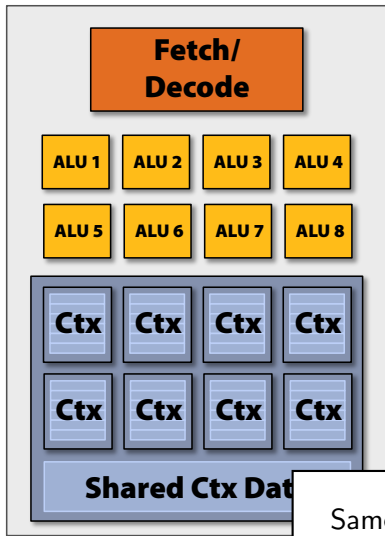 Fetch/
Decode
ALU 1 ALU 2 ALU 3 ALU 4
ALU 5 ALU 6 ALU 7 ALU 8
Ctx Ctx Ctx Ctx
Ctx Ctx Ctx Ctx
Shared Ctx Dat
Same